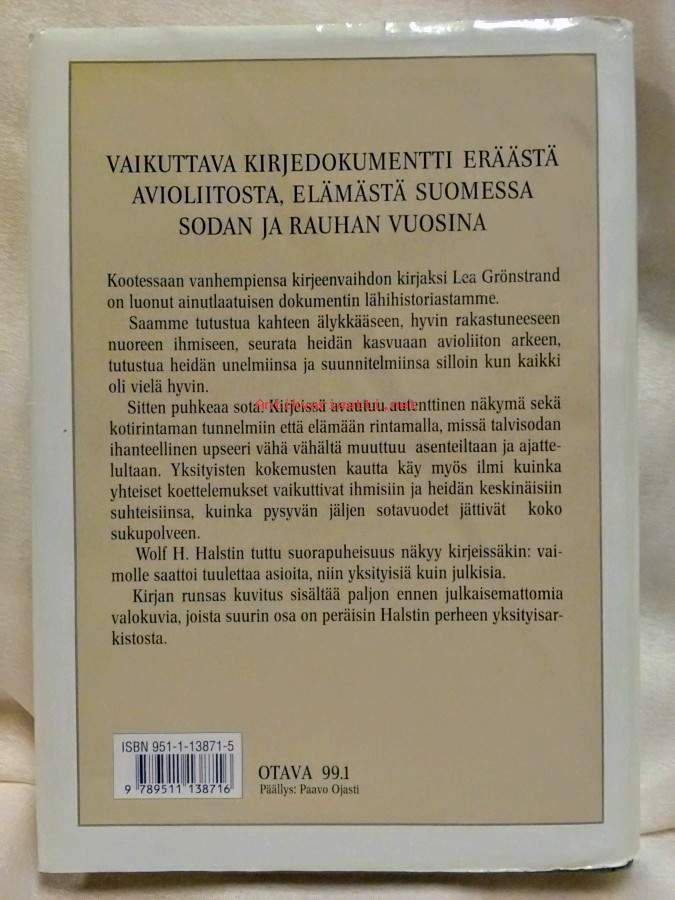 VAIKUTTAVA KIRJEDOKUMENTTI ERÄÄSTÄ
AVIOLIITOSTA, ELÄMÄSTÄ SUOMESSA
SODAN JA RAUHAN VUOSINA
Kootessaan vanhempiensa kirjeenvaihdon kirjaksi Lea Grönstrand
on luonut ainutlaatuisen dokumentin lähihistoriastamme.
Saamme tutustua kahteen älykkääseen, hyvin rakastuneeseen
nuoreen ihmiseen, seurata heidän kasvuaan avioliiton arkeen,
tutustua heidän unelmiinsa ja suunnitelmiinsa silloin kun kaikki
oli vielä hyvin.
Sitten puhkeaa sota. Kirjeissä avautuu autenttinen näkymä sekä
kotirintaman tunnelmiin että elämään rintamalla, missä talvisodan
ihanteellinen upseeri vähä vähältä muuttuu asenteiltaan ja ajatte-
lultaan. Yksityisten kokemusten kautta käy myös ilmi kuinka
yhteiset koettelemukset vaikuttivat ihmisiin ja heidän keskinäisiin
suhteisiinsa, kuinka pysyvän jäljen sotavuodet jättivät koko
sukupolveen.
Wolf H. Halstin tuttu suorapuheisuus näkyy kirjeissäkin: vai-
molle saattoi tuulettaa asioita, niin yksityisiä kuin julkisia.
Kirjan runsas kuvitus sisältää paljon ennen julkaisemattomia
valokuvia, joista suurin osa on peräisin Halstin perheen yksityisar-
kistosta.
ISBN 951-1-13871-5
9 789511 138716
OTAVA 99.1
Päällys: Paavo Ojasti